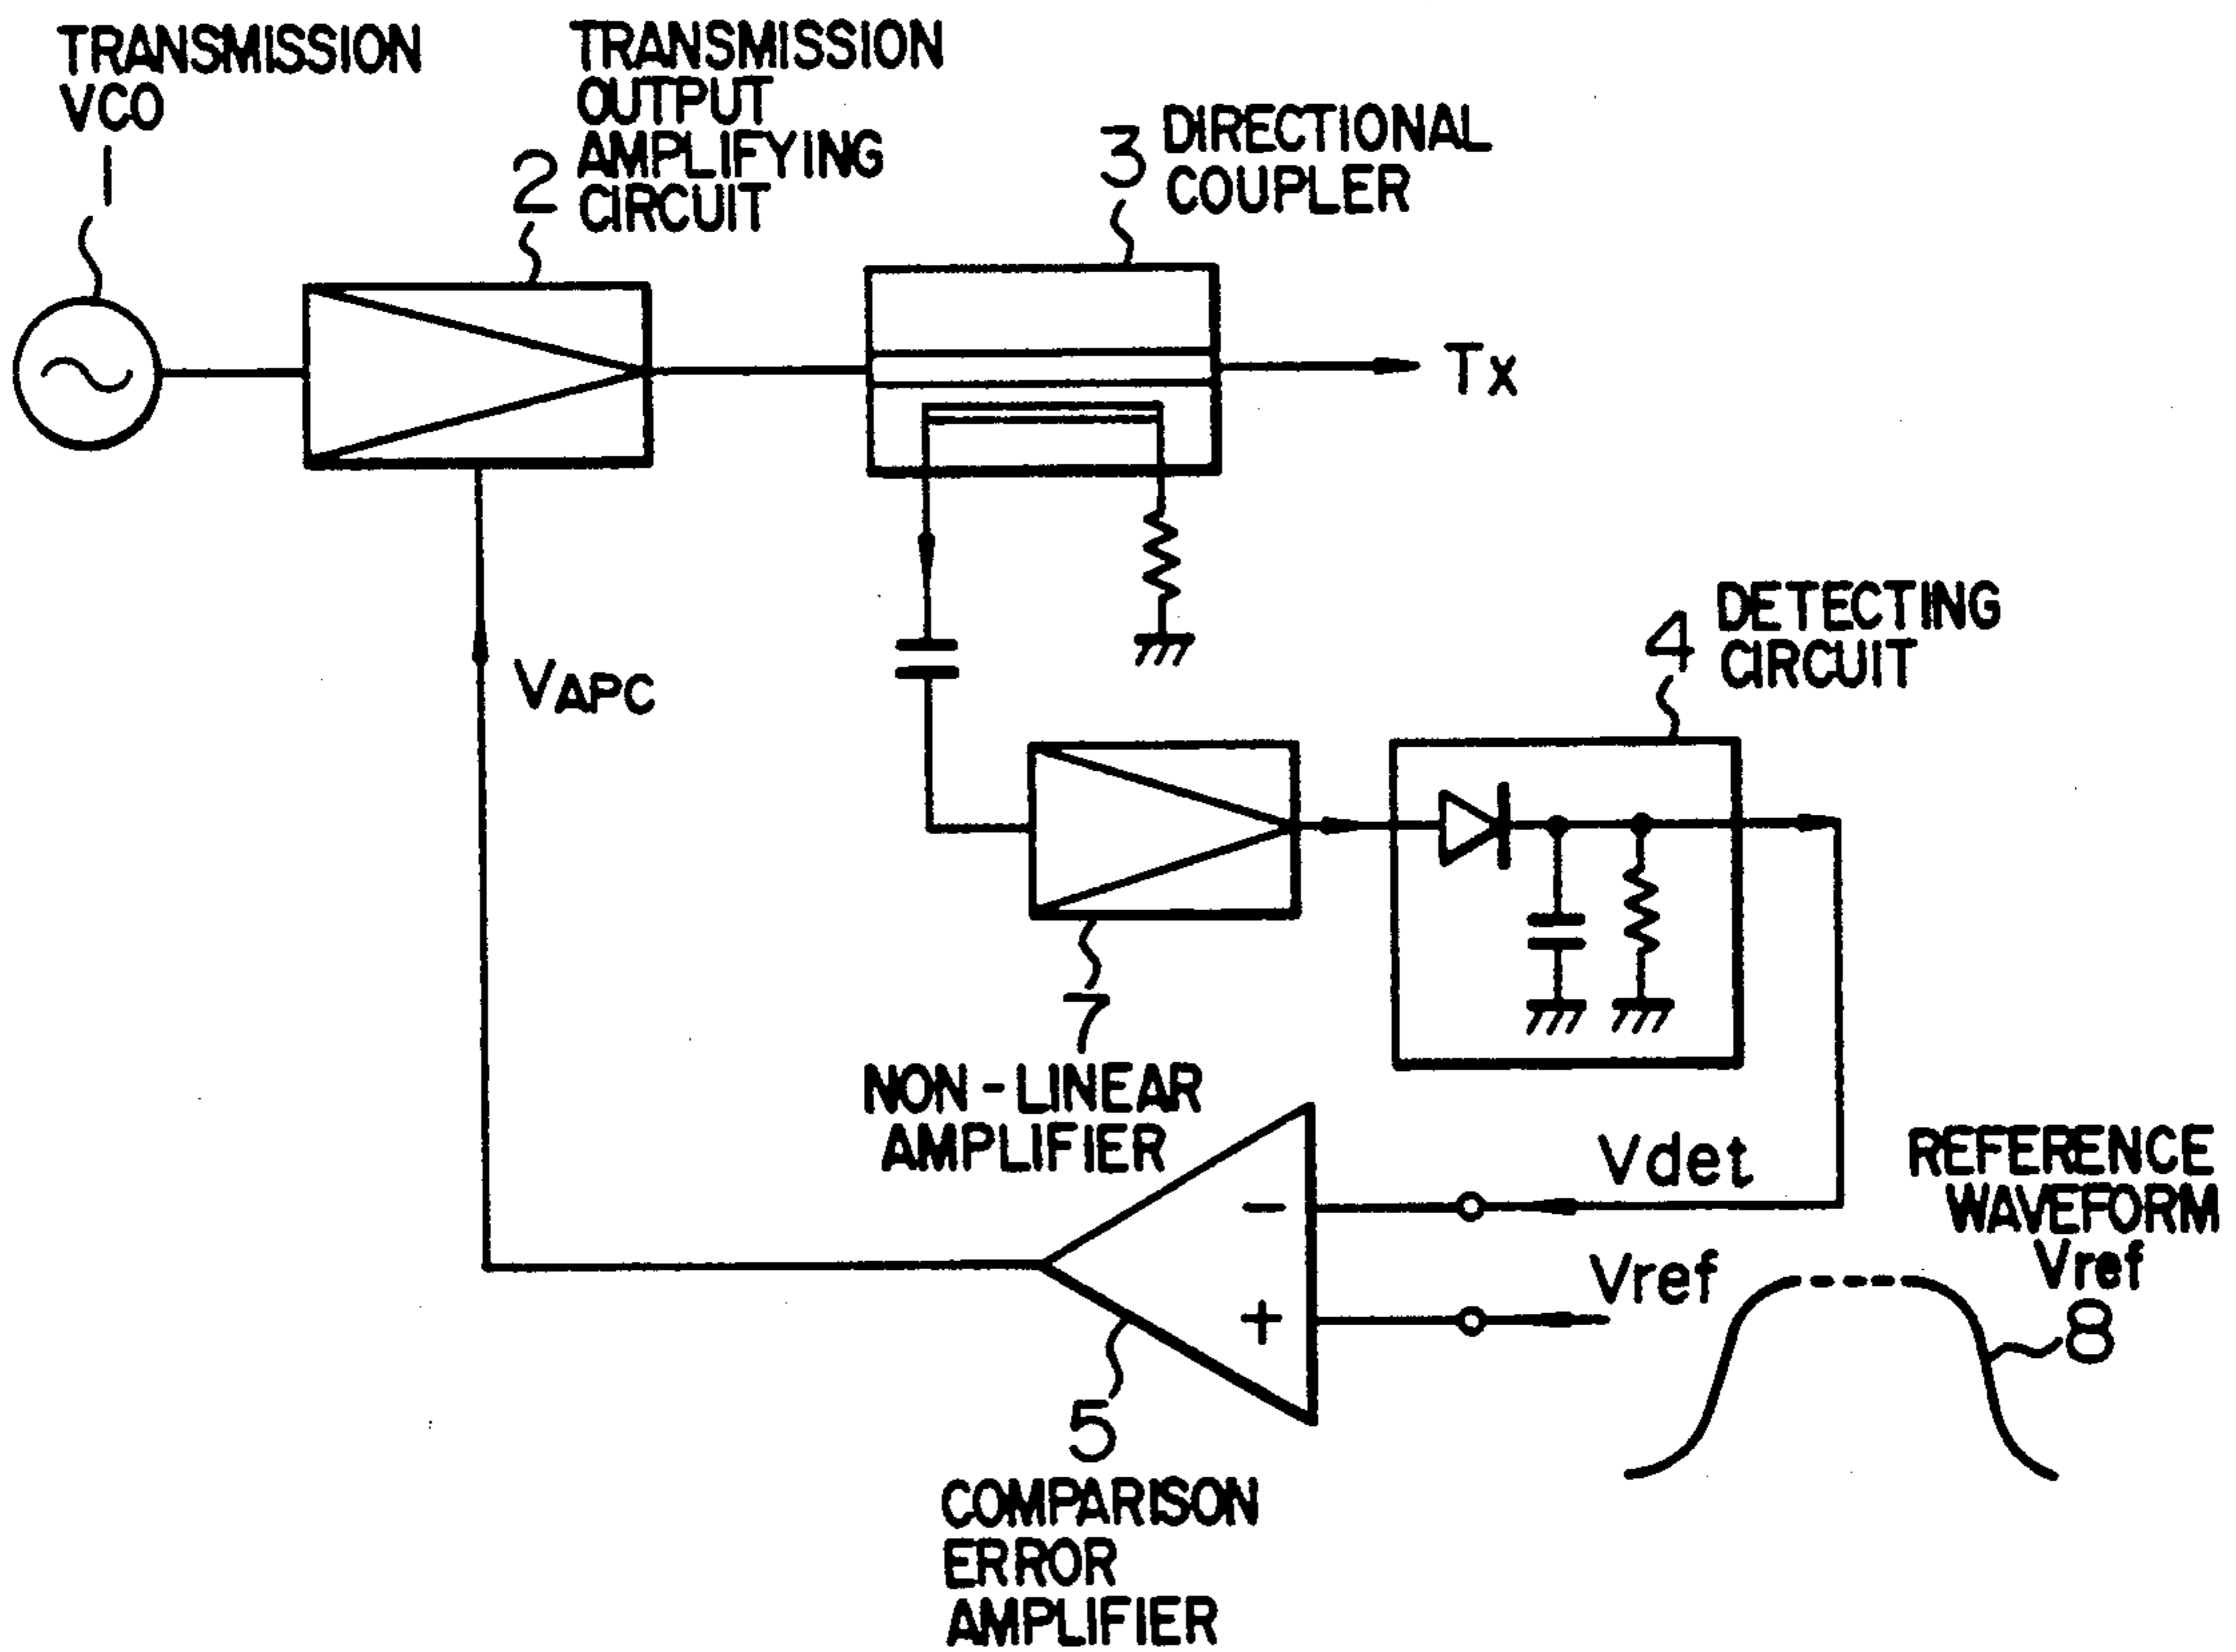 TRANSMISSION
VCO
1
TRANSMISSION
OUTPUT
AMPLIFYING
CIRCUIT
2
3
DIRECTIONAL
COUPLER
Tx
VAPC
4
DETECTING
CIRCUIT
7
NON-LINEAR
AMPLIFIER
Vdet
−
Vref
+
REFERENCE
WAVEFORM
Vref
8
5
COMPARISON
ERROR
AMPLIFIER